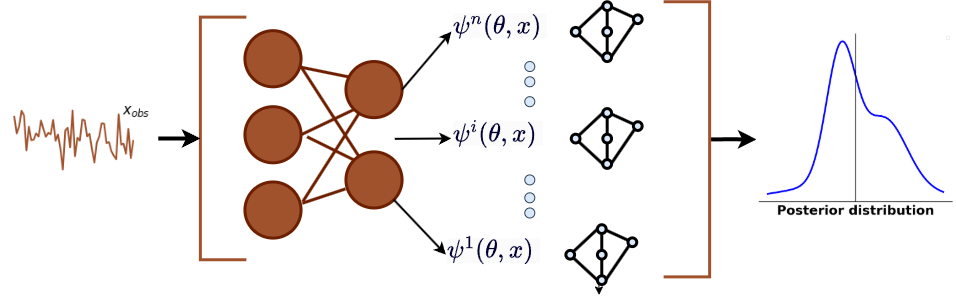 x_obs
ψ^n(θ, x)
ψ^i(θ, x)
ψ^1(θ, x)
Posterior distribution